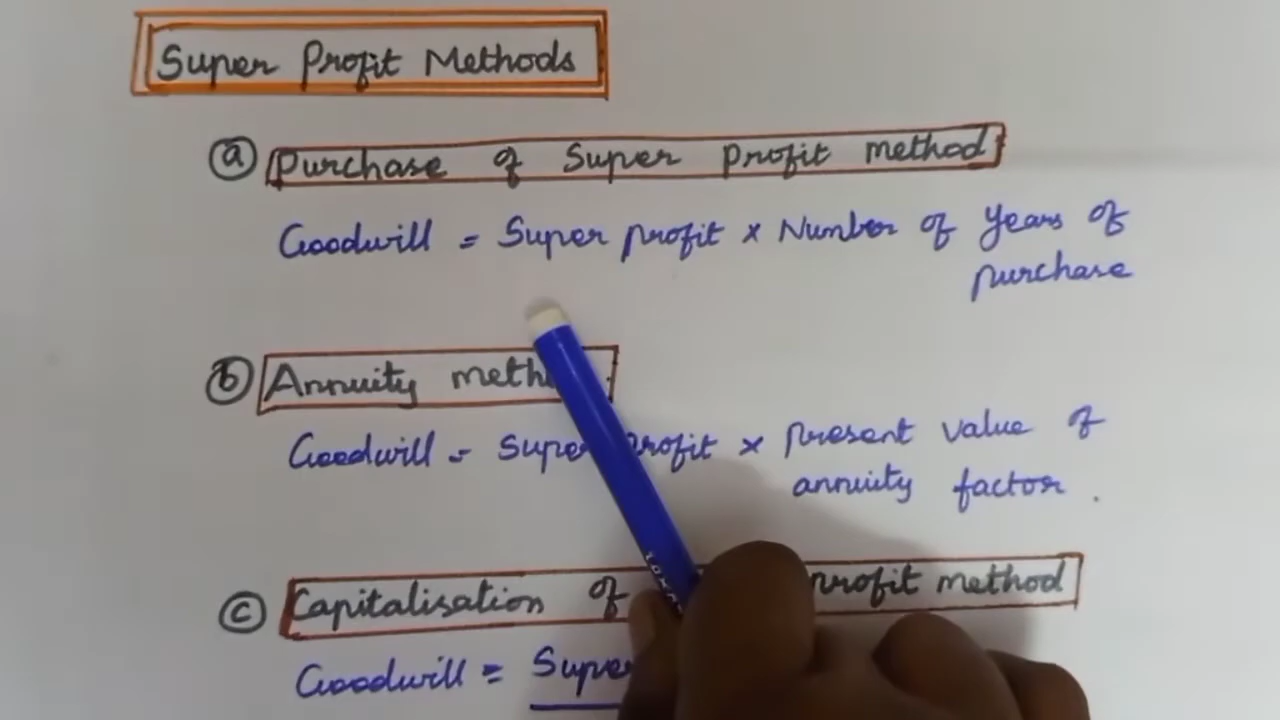 Super Profit Methods
a Purchase of Super profit method
Goodwill = Super profit × Number of years of
purchase
b Annuity meth
Goodwill = Super profit × present value of
annuity factor.
c Capitalisation of profit method
Goodwill = Super